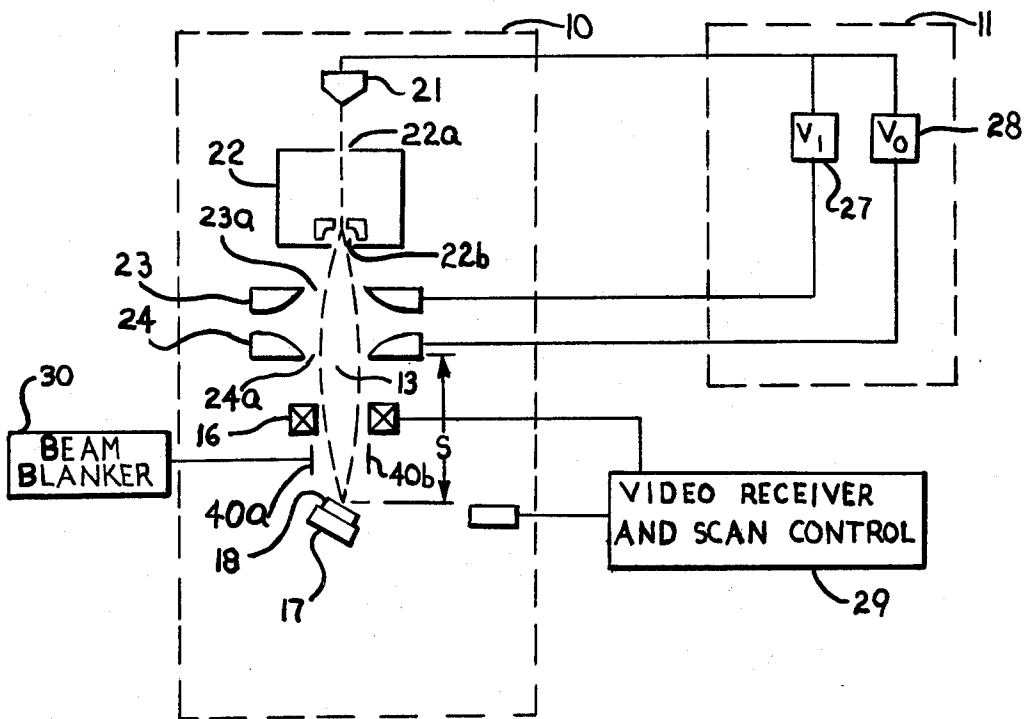 10
11
21
22a
V1
V0
28
22
27
23a
22b
23
24
13
24a
30
16
S
BEAM
BLANKER
40b
VIDEO RECEIVER
AND SCAN CONTROL
40a
18
17
29